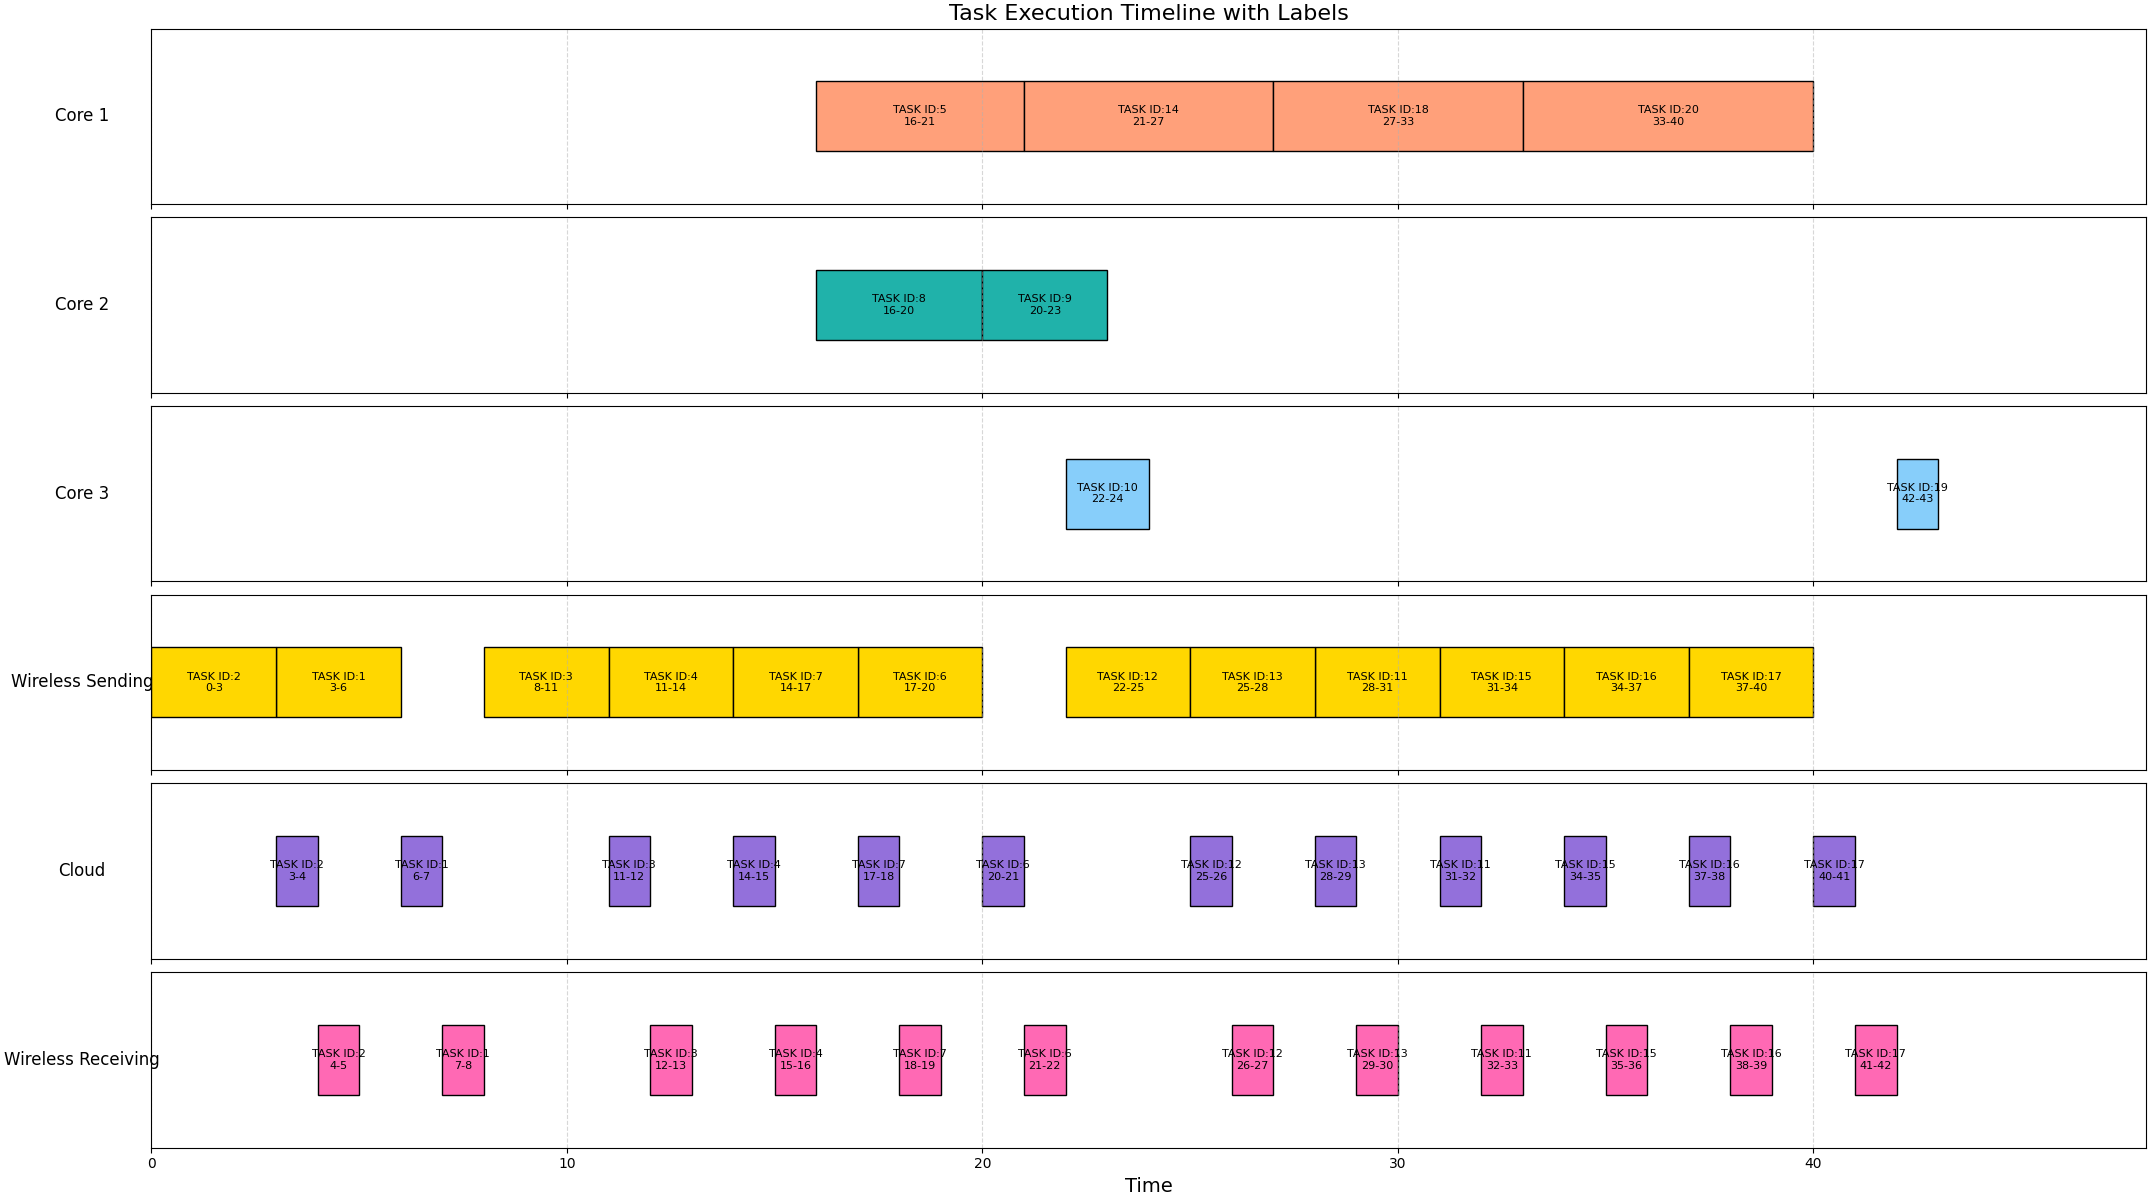 Task Execution Timeline with Labels
Core 1
TASK ID:5
16-21
TASK ID:14
21-27
TASK ID:18
27-33
TASK ID:20
33-40
Core 2
TASK ID:8
16-20
TASK ID:9
20-23
Core 3
TASK ID:10
22-24
TASK ID:19
42-43
Wireless Sending
TASK ID:2
0-3
TASK ID:1
3-6
TASK ID:3
8-11
TASK ID:4
11-14
TASK ID:7
14-17
TASK ID:6
17-20
TASK ID:12
22-25
TASK ID:13
25-28
TASK ID:11
28-31
TASK ID:15
31-34
TASK ID:16
34-37
TASK ID:17
37-40
Cloud
TASK ID:2
3-4
TASK ID:1
6-7
TASK ID:3
11-12
TASK ID:4
14-15
TASK ID:7
17-18
TASK ID:6
20-21
TASK ID:12
25-26
TASK ID:13
28-29
TASK ID:11
31-32
TASK ID:15
34-35
TASK ID:16
37-38
TASK ID:17
40-41
Wireless Receiving
TASK ID:2
4-5
TASK ID:1
7-8
TASK ID:3
12-13
TASK ID:4
15-16
TASK ID:7
18-19
TASK ID:6
21-22
TASK ID:12
26-27
TASK ID:13
29-30
TASK ID:11
32-33
TASK ID:15
35-36
TASK ID:16
38-39
TASK ID:17
41-42
0 10 20 30 40
Time